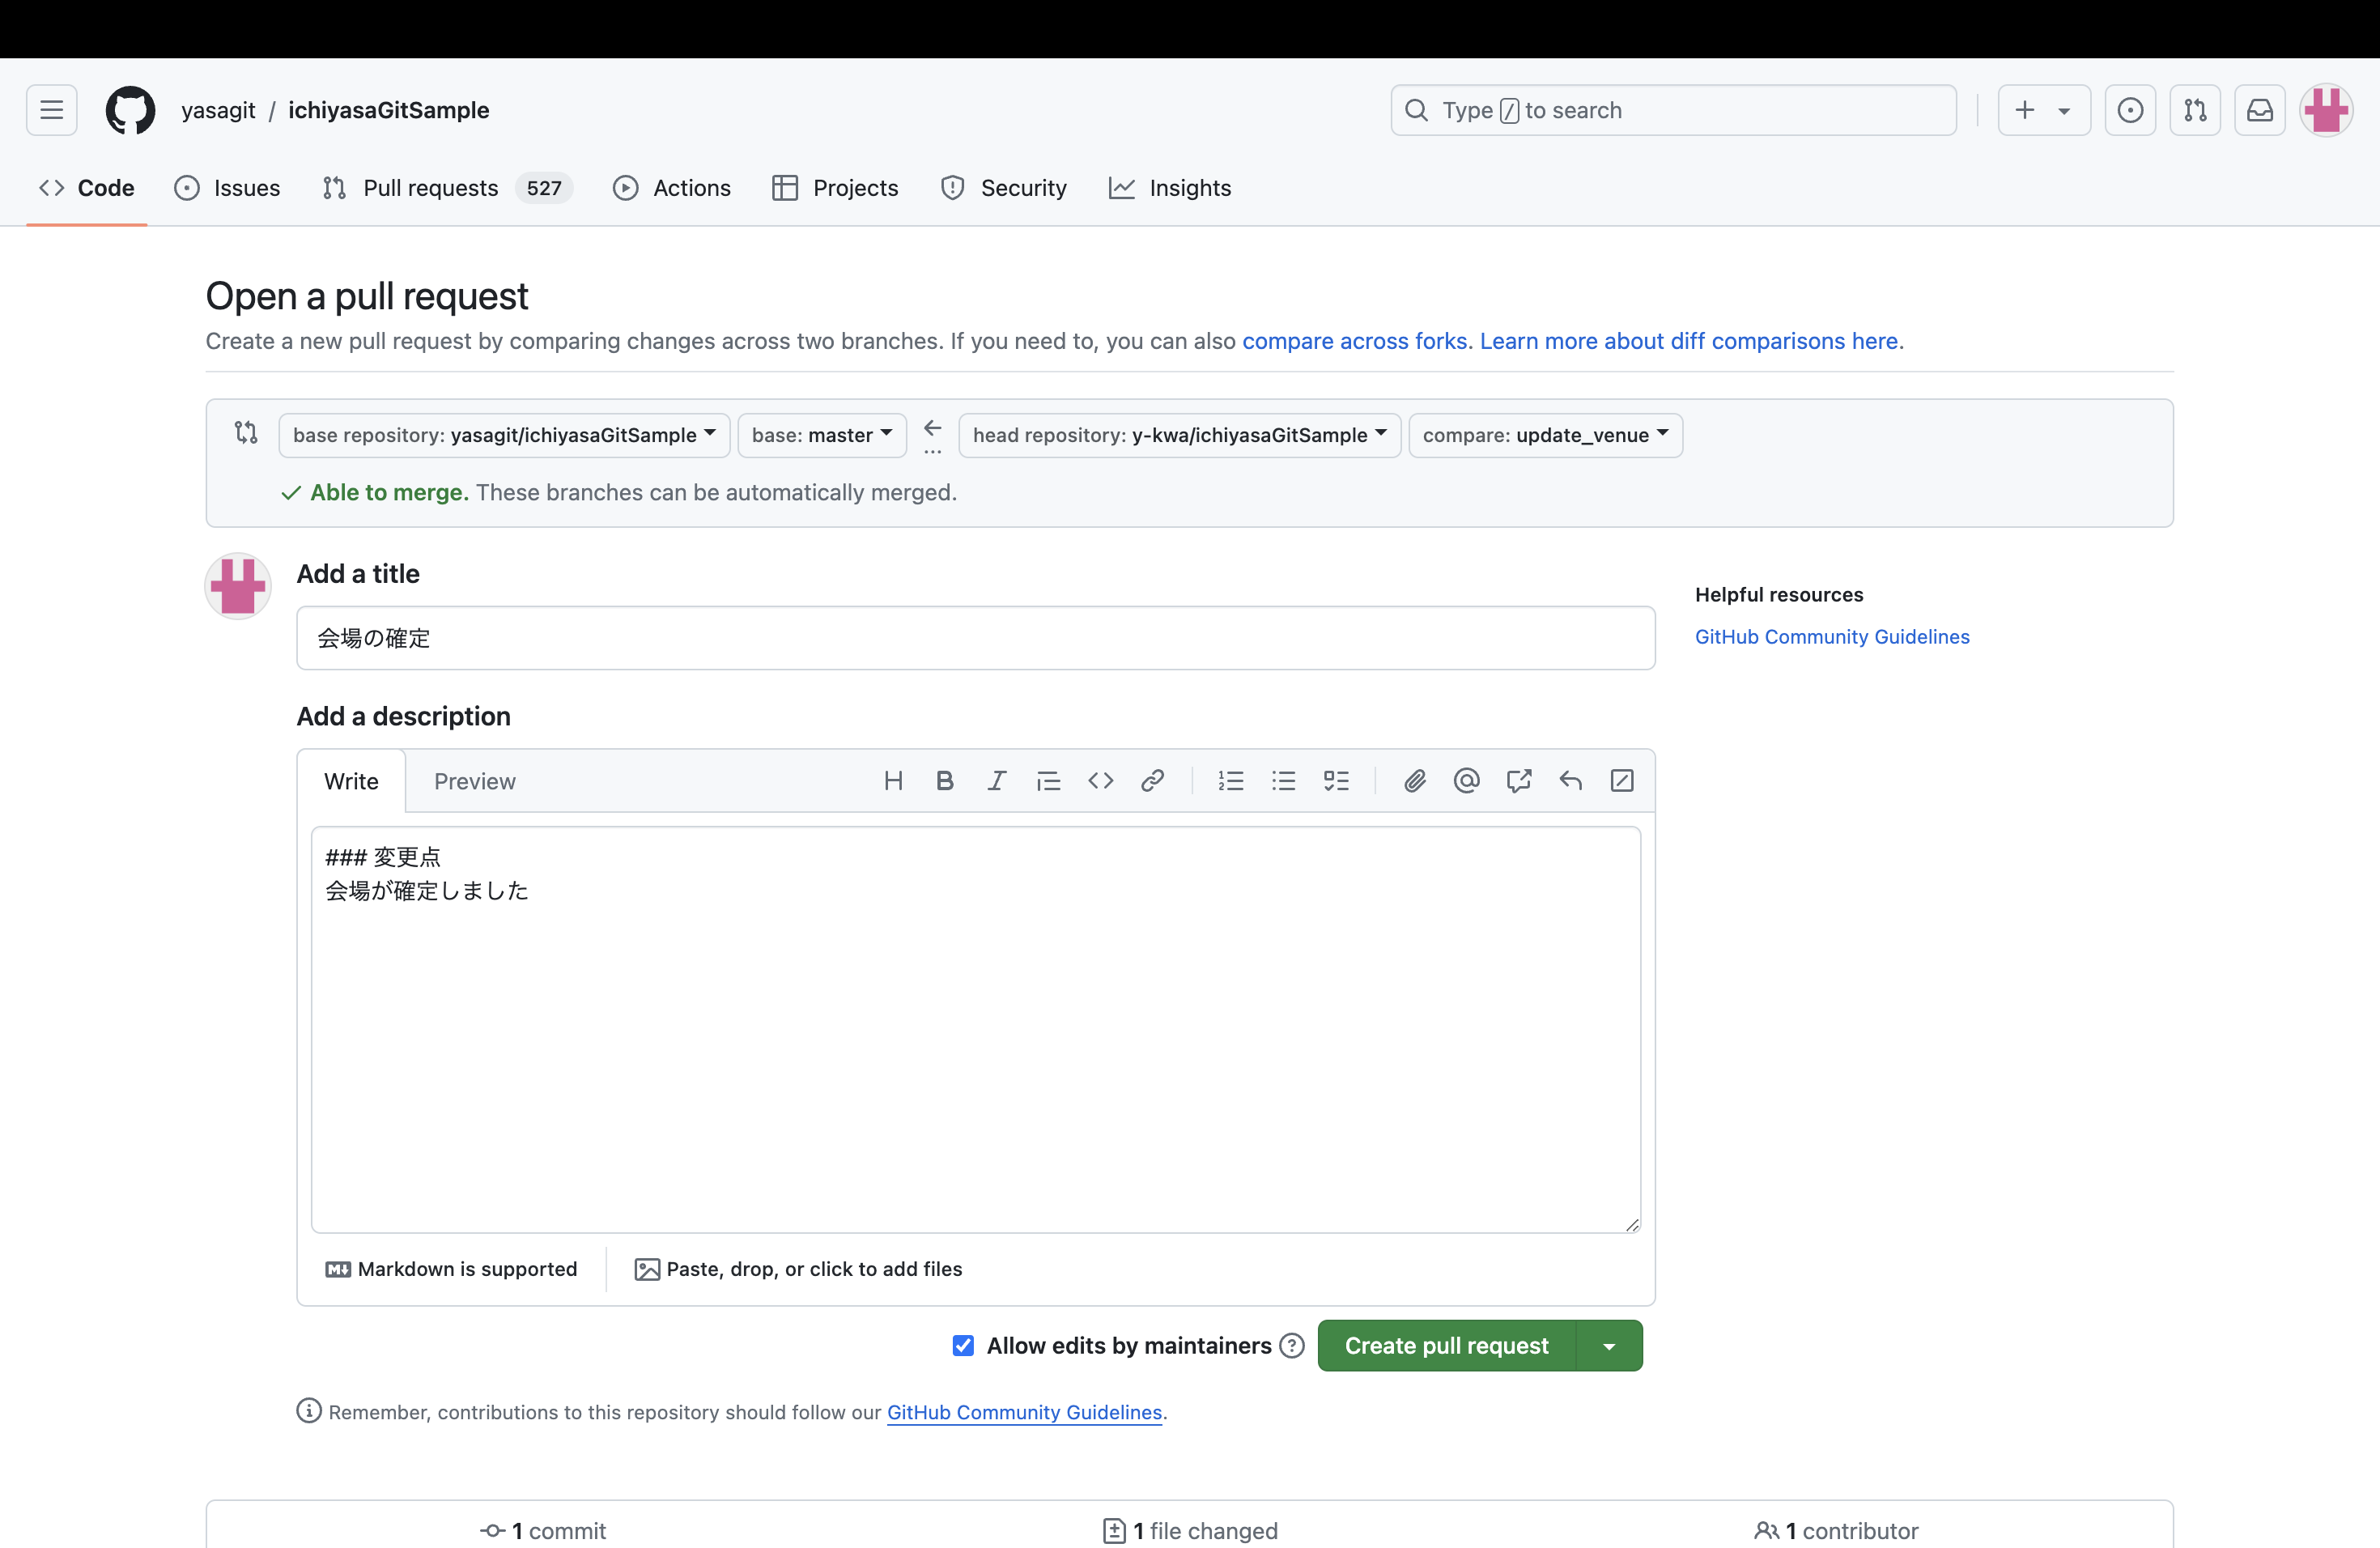 yasagit / ichiyasaGitSample
Type / to search
Code
Issues
Pull requests 527
Actions
Projects
Security
Insights
Open a pull request
Create a new pull request by comparing changes across two branches. If you need to, you can also compare across forks. Learn more about diff comparisons here.
base repository: yasagit/ichiyasaGitSample
base: master
...
head repository: y-kwa/ichiyasaGitSample
compare: update_venue
Able to merge. These branches can be automatically merged.
Add a title
会場の確定
Helpful resources
GitHub Community Guidelines
Add a description
Write
Preview
### 変更点
会場が確定しました
Markdown is supported
Paste, drop, or click to add files
Allow edits by maintainers
Create pull request
Remember, contributions to this repository should follow our GitHub Community Guidelines.
1 commit
1 file changed
1 contributor